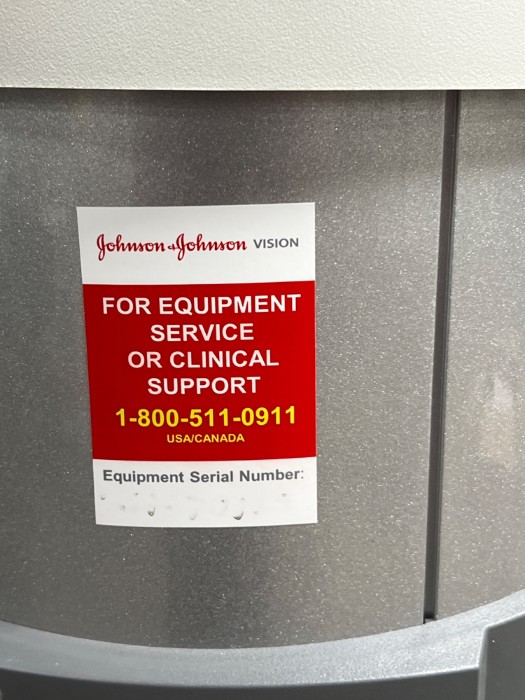 Johnson & Johnson VISION
FOR EQUIPMENT
SERVICE
OR CLINICAL
SUPPORT
1-800-511-0911
USA/CANADA
Equipment Serial Number: